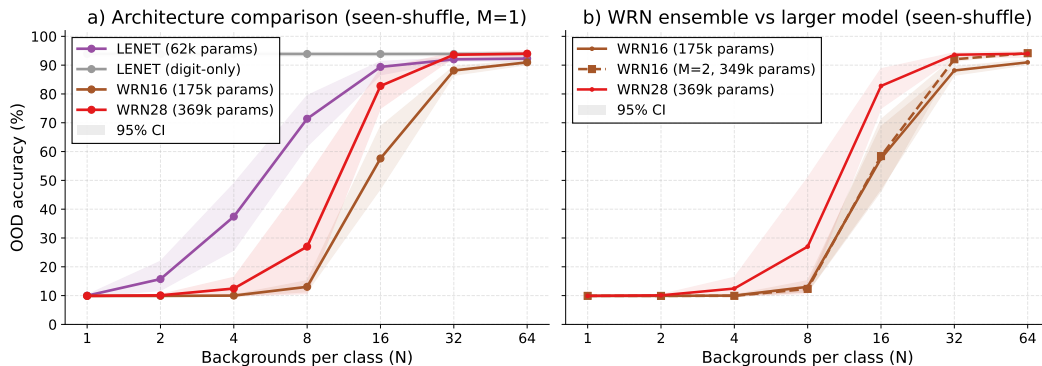 a) Architecture comparison (seen-shuffle, M=1)
100
90
80
70
60
50
40
30
20
10
0
OOD accuracy (%)
LENET (62k params)
LENET (digit-only)
WRN16 (175k params)
WRN28 (369k params)
95% CI
1 2 4 8 16 32 64
Backgrounds per class (N)
b) WRN ensemble vs larger model (seen-shuffle)
WRN16 (175k params)
WRN16 (M=2, 349k params)
WRN28 (369k params)
95% CI
1 2 4 8 16 32 64
Backgrounds per class (N)